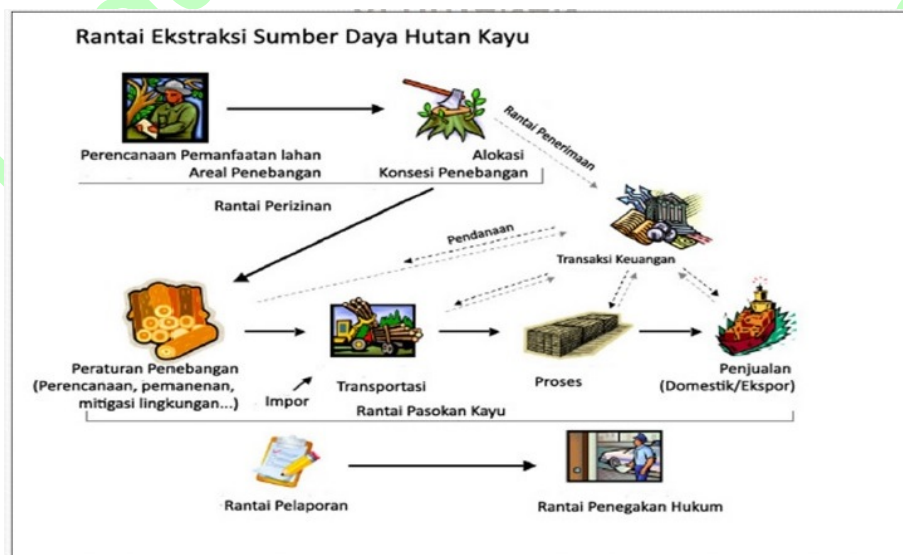 Rantai Ekstraksi Sumber Daya Hutan Kayu
Perencanaan Pemanfaatan lahan
Areal Penebangan
Alokasi
Konsesi Penebangan
Rantai Penerimaan
Rantai Perizinan
Pendanaan
Transaksi Keuangan
Peraturan Penebangan
(Perencanaan, pemanenan,
mitigasi lingkungan...)
Impor
Transportasi
Proses
Penjualan
(Domestik/Ekspor)
Rantai Pasokan Kayu
Rantai Pelaporan
Rantai Penegakan Hukum